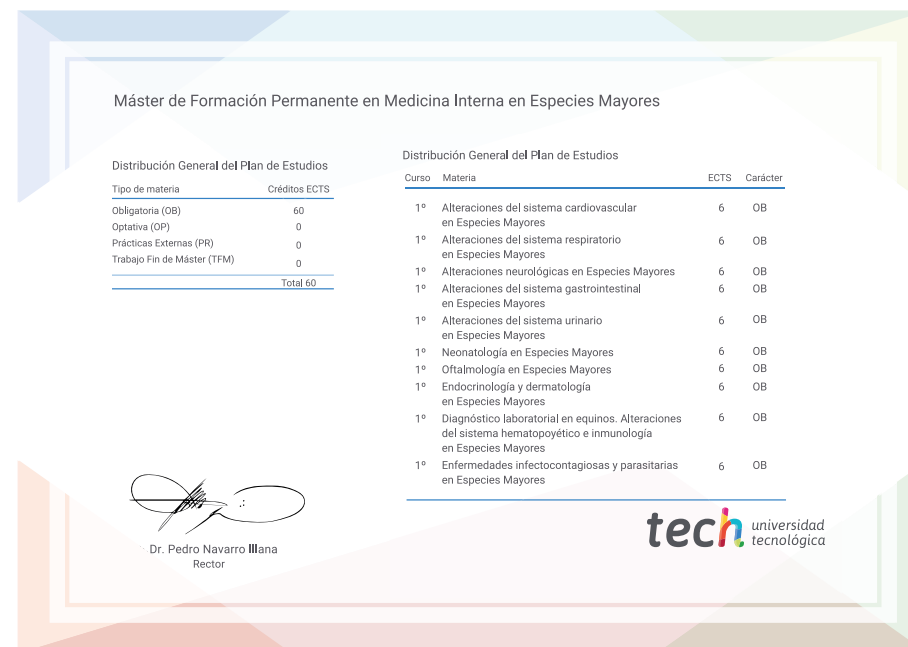 Máster de Formación Permanente en Medicina Interna en Especies Mayores
Distribución General del Plan de Estudios
Tipo de materia Créditos ECTS
Obligatoria (OB) 60
Optativa (OP) 0
Prácticas Externas (PR) 0
Trabajo Fin de Máster (TFM) 0
Total 60
Distribución General del Plan de Estudios
Curso Materia ECTS Carácter
1º Alteraciones del sistema cardiovascular 6 OB
en Especies Mayores
1º Alteraciones del sistema respiratorio 6 OB
en Especies Mayores
1º Alteraciones neurológicas en Especies Mayores 6 OB
1º Alteraciones del sistema gastrointestinal 6 OB
en Especies Mayores
1º Alteraciones del sistema urinario 6 OB
en Especies Mayores
1º Neonatología en Especies Mayores 6 OB
1º Oftalmología en Especies Mayores 6 OB
1º Endocrinología y dermatología 6 OB
en Especies Mayores
1º Diagnóstico laboratorial en equinos. Alteraciones 6 OB
del sistema hematopoyético e inmunología
en Especies Mayores
1º Enfermedades infectocontagiosas y parasitarias 6 OB
en Especies Mayores
Dr. Pedro Navarro Illana
Rector
tech universidad
tecnológica